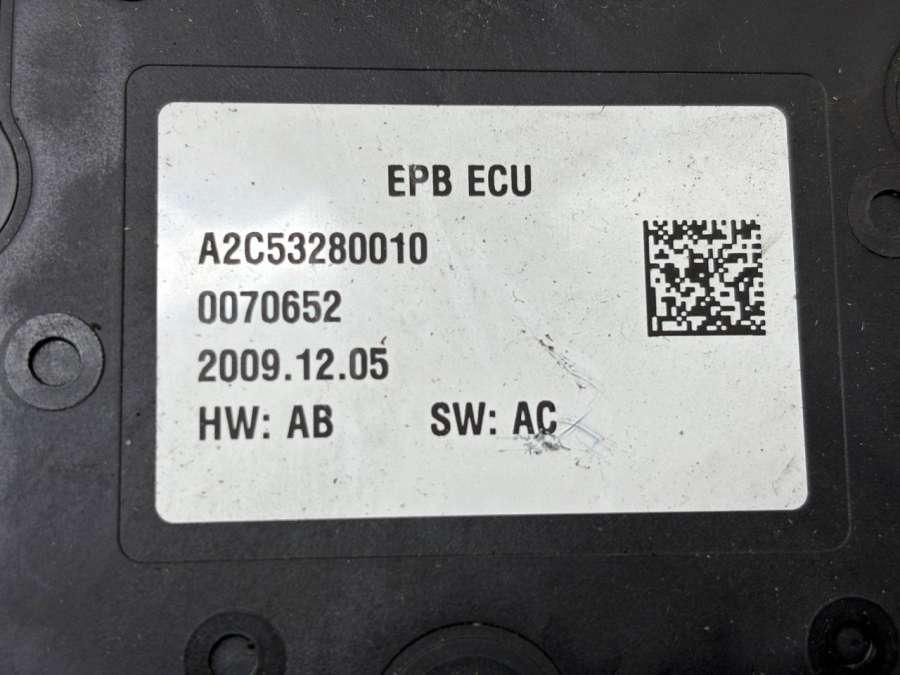 EPB ECU
A2C53280010
0070652
2009.12.05
HW: AB SW: AC